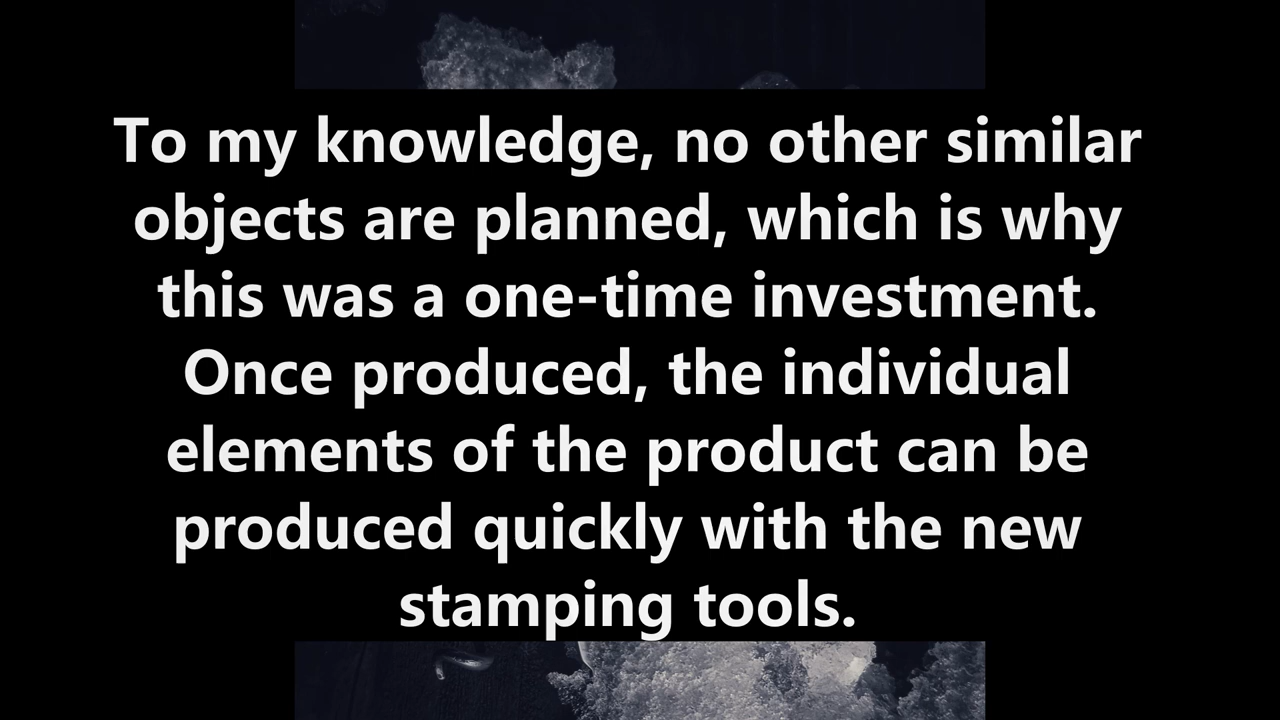 To my knowledge, no other similar
objects are planned, which is why
this was a one-time investment.
Once produced, the individual
elements of the product can be
produced quickly with the new
stamping tools.